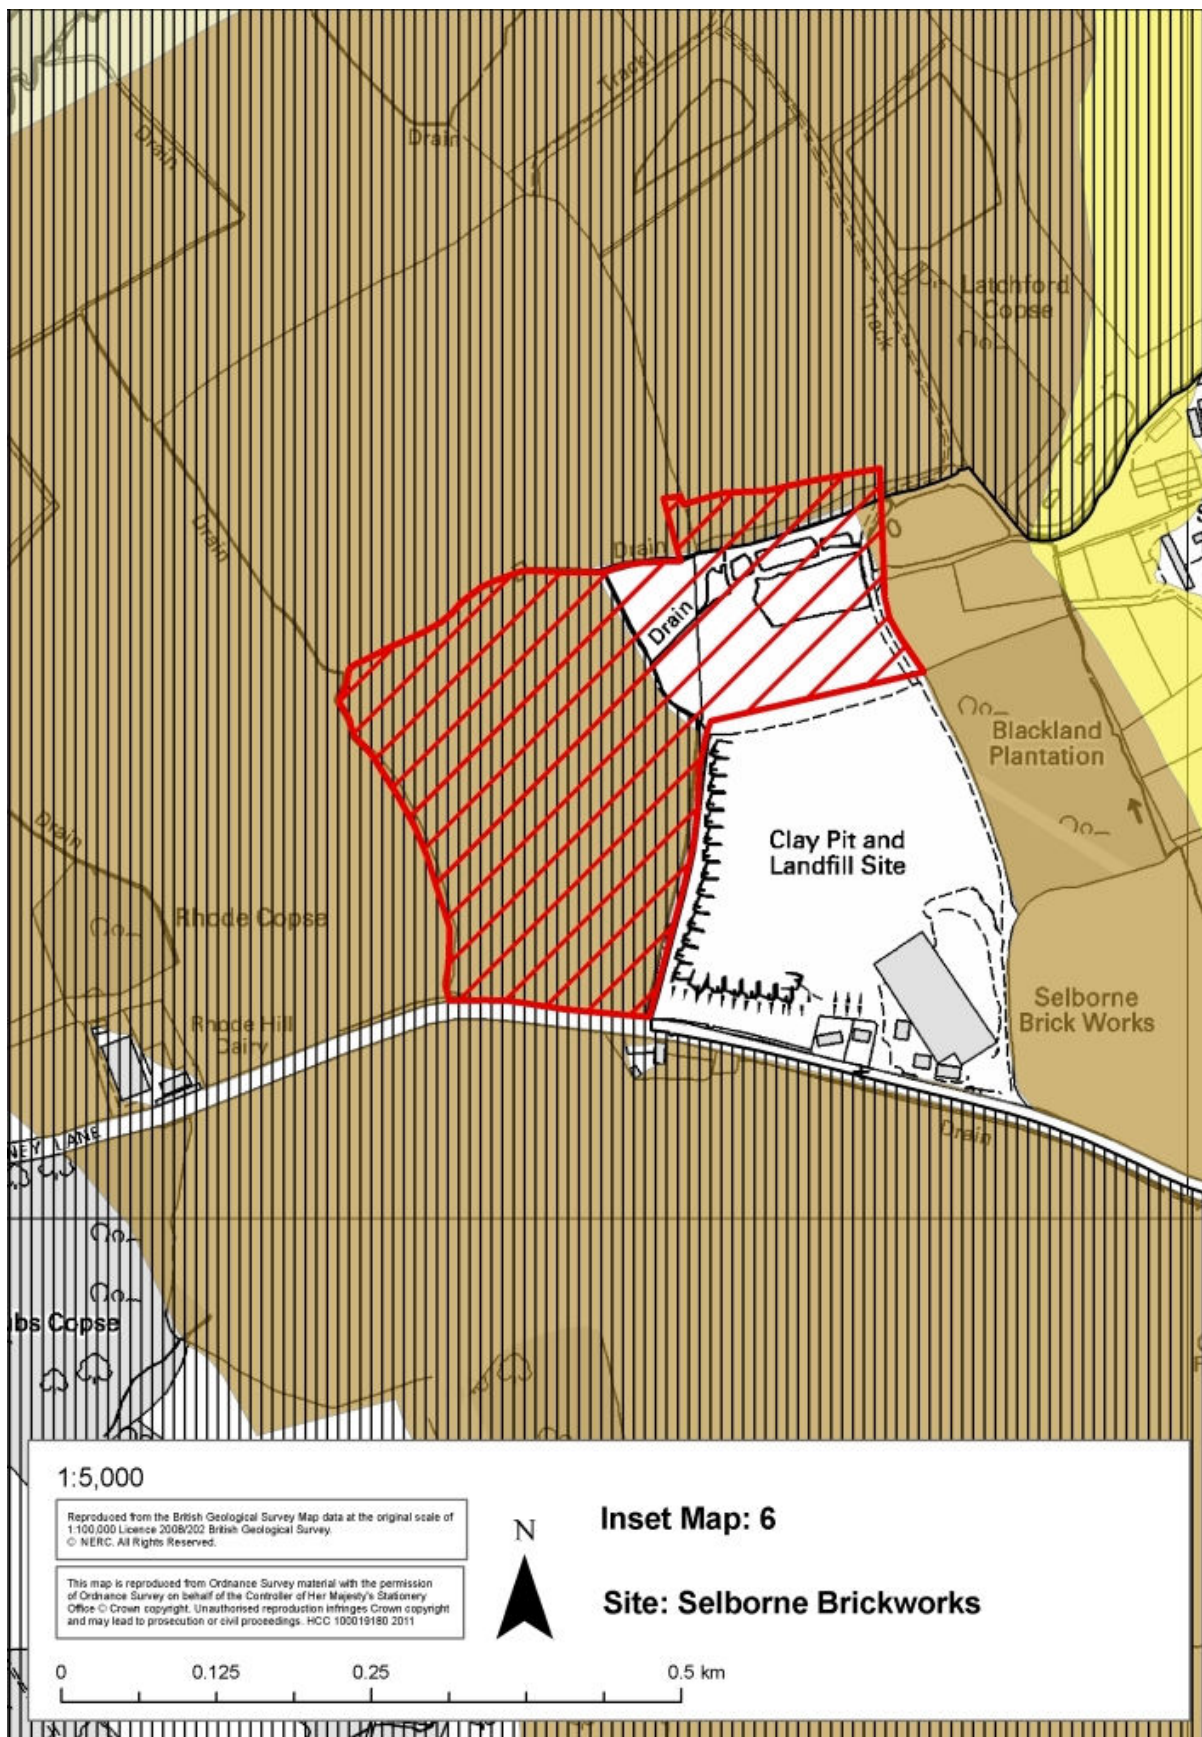 Drain
Drain
Track
Latchford
Copse
Track
Drain
Drain
Drain
Blackland
Plantation
Clay Pit and
Landfill Site
Drain
Rhode Copse
Selborne
Brick Works
Rhode Hill
Dairy
NEY LANE
Drain
bs Copse
1:5,000
Reproduced from the British Geological Survey Map data at the original scale of
1:100,000 Licence 2008/202 British Geological Survey.
© NERC. All Rights Reserved.
This map is reproduced from Ordnance Survey material with the permission
of Ordnance Survey on behalf of the Controller of Her Majesty's Stationery
Office © Crown copyright. Unauthorised reproduction infringes Crown copyright
and may lead to prosecution or civil proceedings. HCC 100019180 2011
N
Inset Map: 6
Site: Selborne Brickworks
0 0.125 0.25 0.5 km